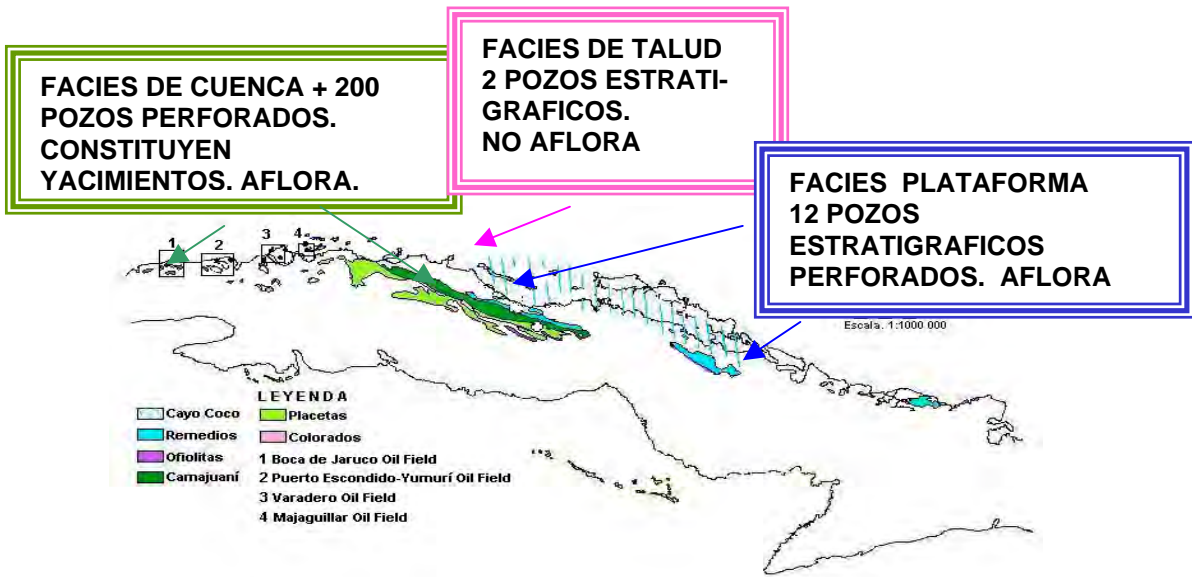 FACIES DE CUENCA + 200
POZOS PERFORADOS.
CONSTITUYEN
YACIMIENTOS. AFLORA.
FACIES DE TALUD
2 POZOS ESTRATI-
GRAFICOS.
NO AFLORA
FACIES PLATAFORMA
12 POZOS
ESTRATIGRAFICOS
PERFORADOS. AFLORA
1
2
3
4
Escala. 1:1000 000
LEYENDA
Cayo Coco
Remedios
Ofiolitas
Camajuaní
Placetas
Colorados
1 Boca de Jaruco Oil Field
2 Puerto Escondido-Yumurí Oil Field
3 Varadero Oil Field
4 Majaguillar Oil Field